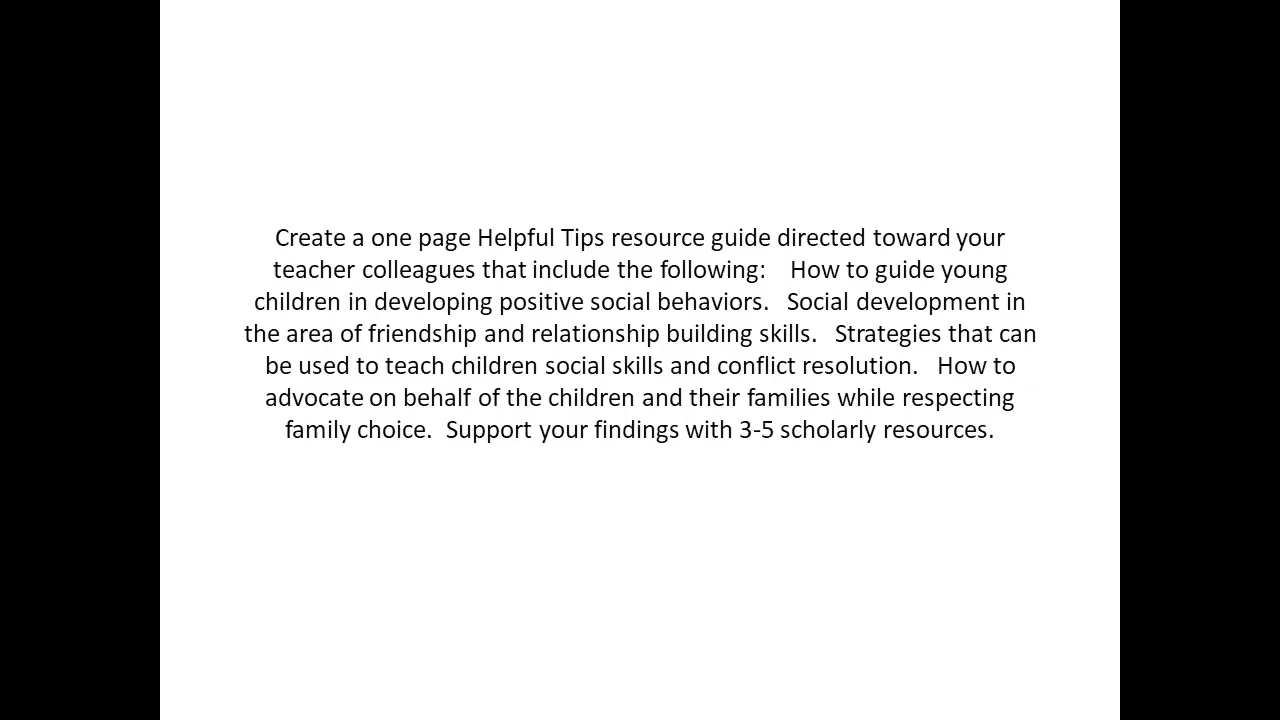 Create a one page Helpful Tips resource guide directed toward your
teacher colleagues that include the following:    How to guide young
children in developing positive social behaviors.   Social development in
the area of friendship and relationship building skills.   Strategies that can
be used to teach children social skills and conflict resolution.   How to
advocate on behalf of the children and their families while respecting
family choice.  Support your findings with 3-5 scholarly resources.